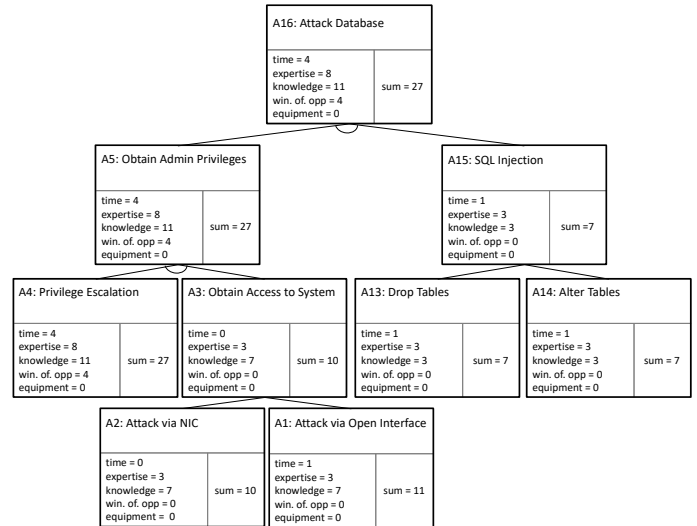 A16: Attack Database
time = 4
expertise = 8
knowledge = 11
win. of. opp = 4
equipment = 0
sum = 27
A5: Obtain Admin Privileges
time = 4
expertise = 8
knowledge = 11
win. of. opp = 4
equipment = 0
sum = 27
A15: SQL Injection
time = 1
expertise = 3
knowledge = 3
win. of. opp = 0
equipment = 0
sum =7
A4: Privilege Escalation
time = 4
expertise = 8
knowledge = 11
win. of. opp = 4
equipment = 0
sum = 27
A3: Obtain Access to System
time = 0
expertise = 3
knowledge = 7
win. of. opp = 0
equipment = 0
sum = 10
A13: Drop Tables
time = 1
expertise = 3
knowledge = 3
win. of. opp = 0
equipment = 0
sum = 7
A14: Alter Tables
time = 1
expertise = 3
knowledge = 3
win. of. opp = 0
equipment = 0
sum = 7
A2: Attack via NIC
time = 0
expertise = 3
knowledge = 7
win. of. opp = 0
equipment = 0
sum = 10
A1: Attack via Open Interface
time = 1
expertise = 3
knowledge = 7
win. of. opp = 0
equipment = 0
sum = 11